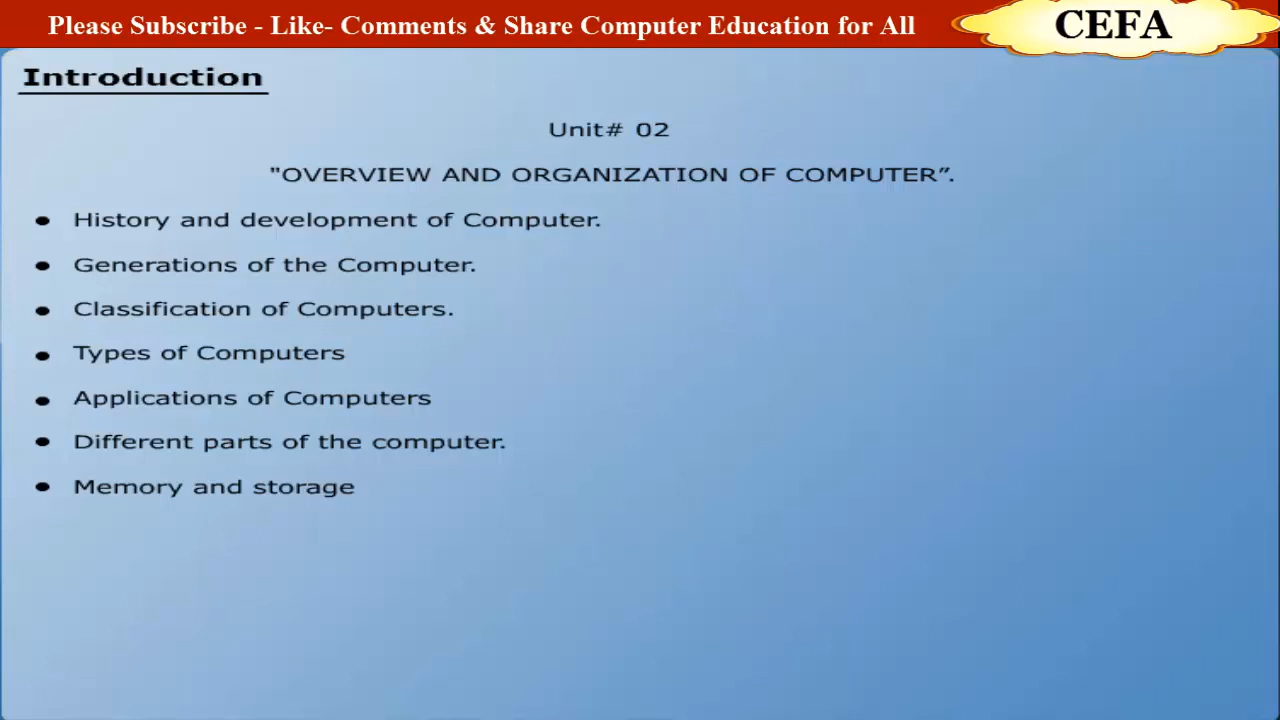 Please Subscribe - Like- Comments & Share Computer Education for All
CEFA
Introduction
Unit# 02
"OVERVIEW AND ORGANIZATION OF COMPUTER”.
● History and development of Computer.
● Generations of the Computer.
● Classification of Computers.
● Types of Computers
● Applications of Computers
● Different parts of the computer.
● Memory and storage